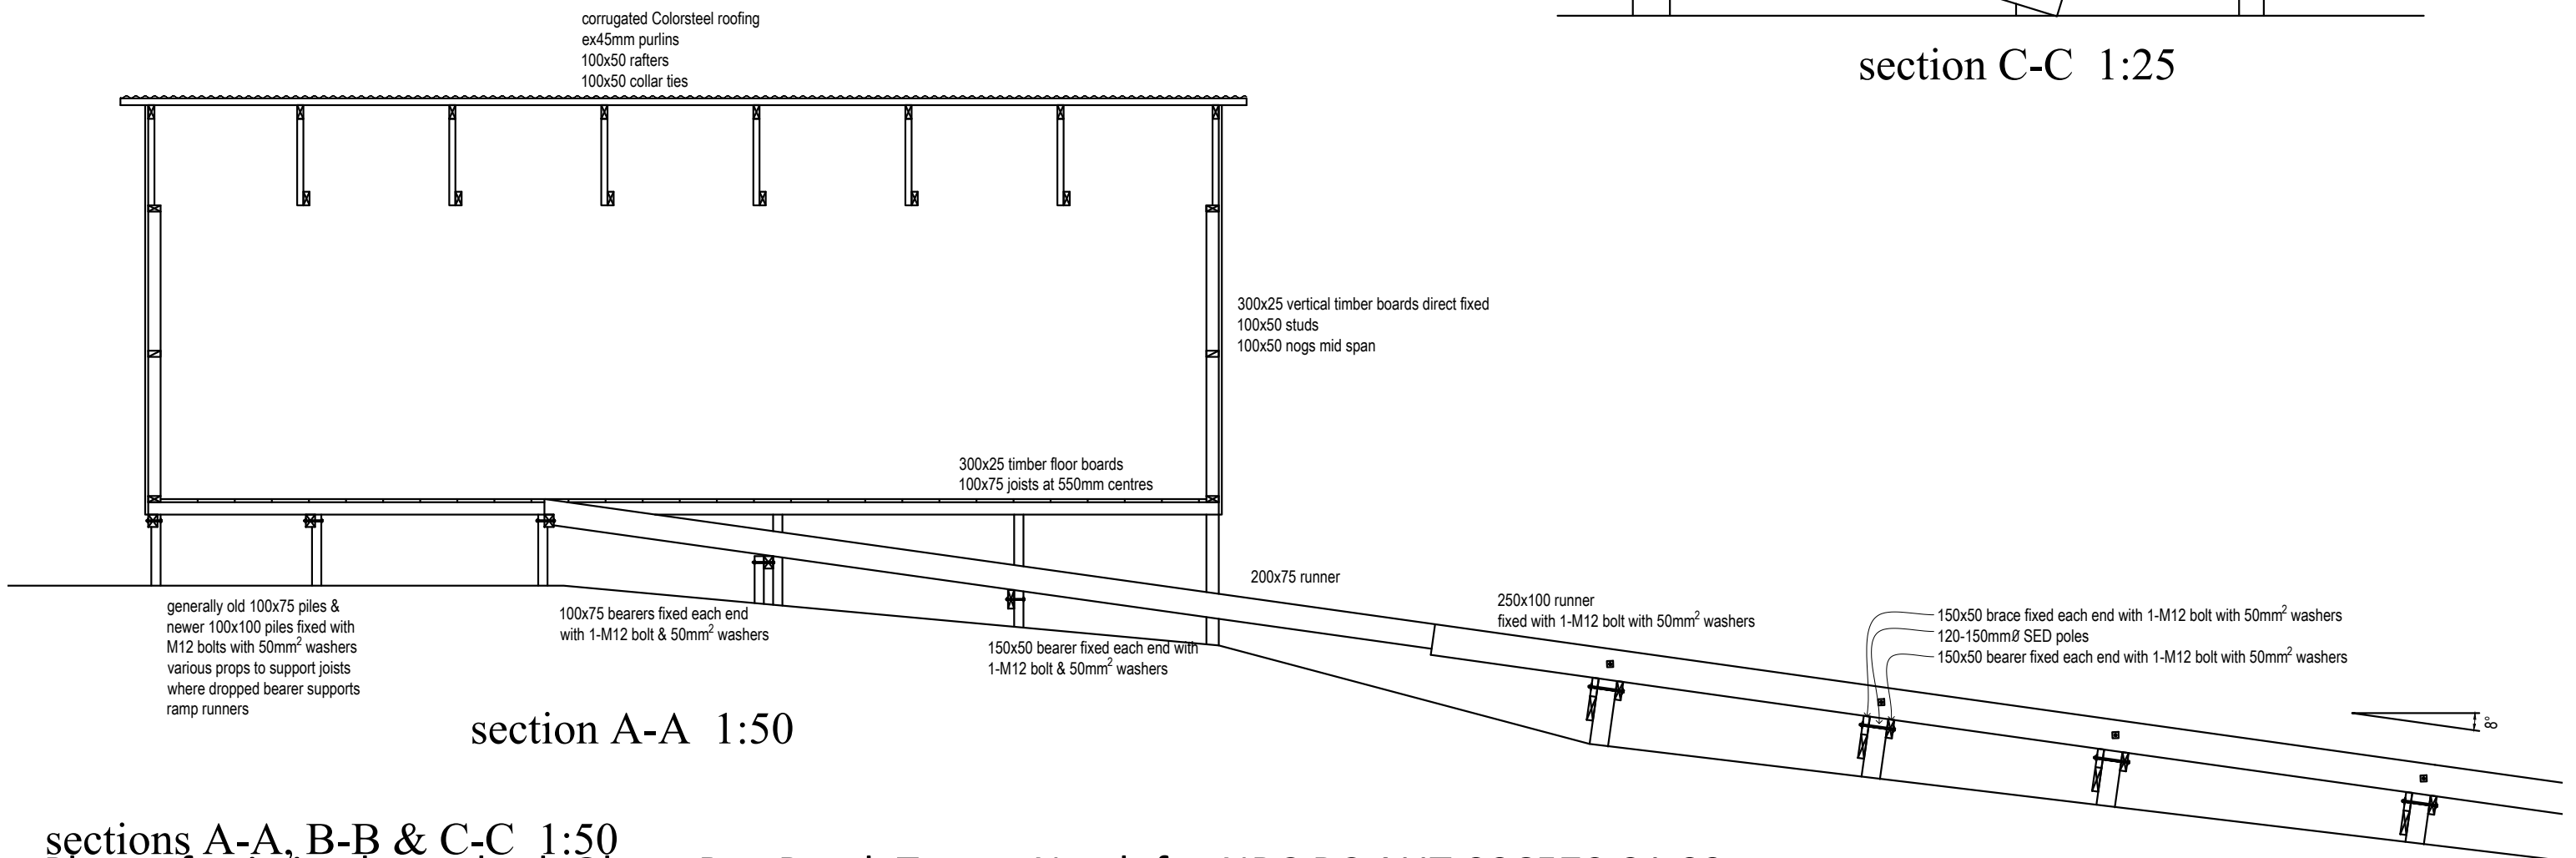 corrugated Colorsteel roofing
ex45mm purlins
100x50 rafters
100x50 collar ties
section C-C 1:25
300x25 vertical timber boards direct fixed
100x50 studs
100x50 nogs mid span
300x25 timber floor boards
100x75 joists at 550mm centres
generally old 100x75 piles &
newer 100x100 piles fixed with
M12 bolts with 50mm² washers
various props to support joists
where dropped bearer supports
ramp runners
100x75 bearers fixed each end
with 1-M12 bolt & 50mm² washers
150x50 bearer fixed each end with
1-M12 bolt & 50mm² washers
200x75 runner
250x100 runner
fixed with 1-M12 bolt with 50mm² washers
150x50 brace fixed each end with 1-M12 bolt with 50mm² washers
120-150mmØ SED poles
150x50 bearer fixed each end with 1-M12 bolt with 50mm² washers
8°
section A-A 1:50
sections A-A, B-B & C-C 1:50